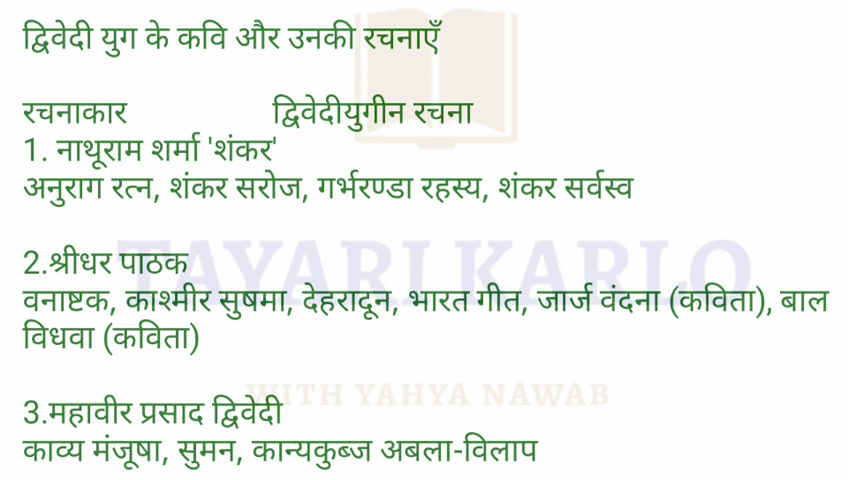 द्विवेदी युग के कवि और उनकी रचनाएँ
रचनाकार द्विवेदीयुगीन रचना
1. नाथूराम शर्मा 'शंकर'
अनुराग रत्न, शंकर सरोज, गर्भरण्डा रहस्य, शंकर सर्वस्व
2.श्रीधर पाठक
वनाष्टक, काश्मीर सुषमा, देहरादून, भारत गीत, जार्ज वंदना (कविता), बाल
विधवा (कविता)
TAYARI KARLO
WITH YAHYA NAWAB
3.महावीर प्रसाद द्विवेदी
काव्य मंजूषा, सुमन, कान्यकुब्ज अबला-विलाप